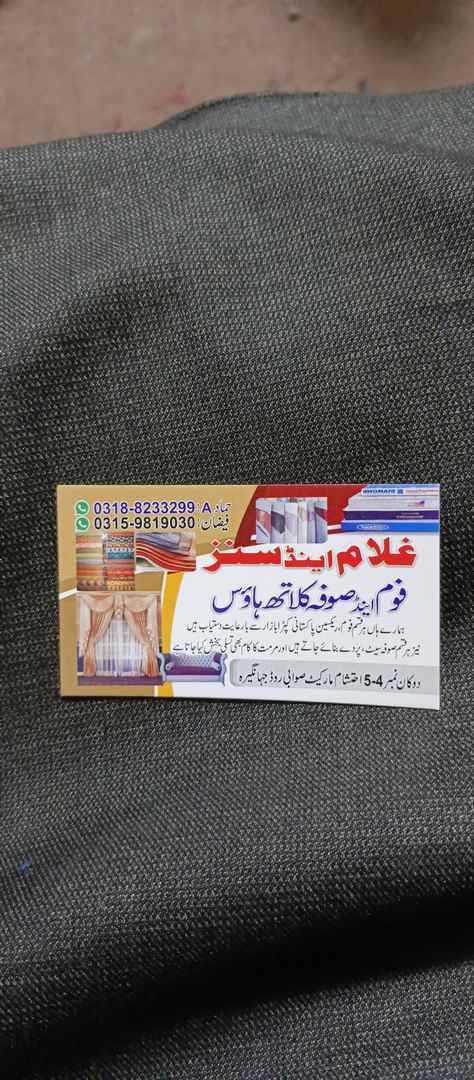 0318-8233299 :A حماد
0315-9819030 :فیضان
غلام اینڈ سنز
فوم اینڈ صوفہ کلاتھ ہاؤس
ہمارے ہاں ہر قسم فوم، ریکسین پاکستانی کپڑا بازار سے بارعایت دستیاب ہیں
نیز ہر قسم صوفہ سیٹ، پردے بنائے جاتے ہیں اور مرمت کا کام بھی تسلی بخش کیا جاتا ہے
دوکان نمبر 4-5 احتشام مارکیٹ صوابی روڈ جہانگیرہ